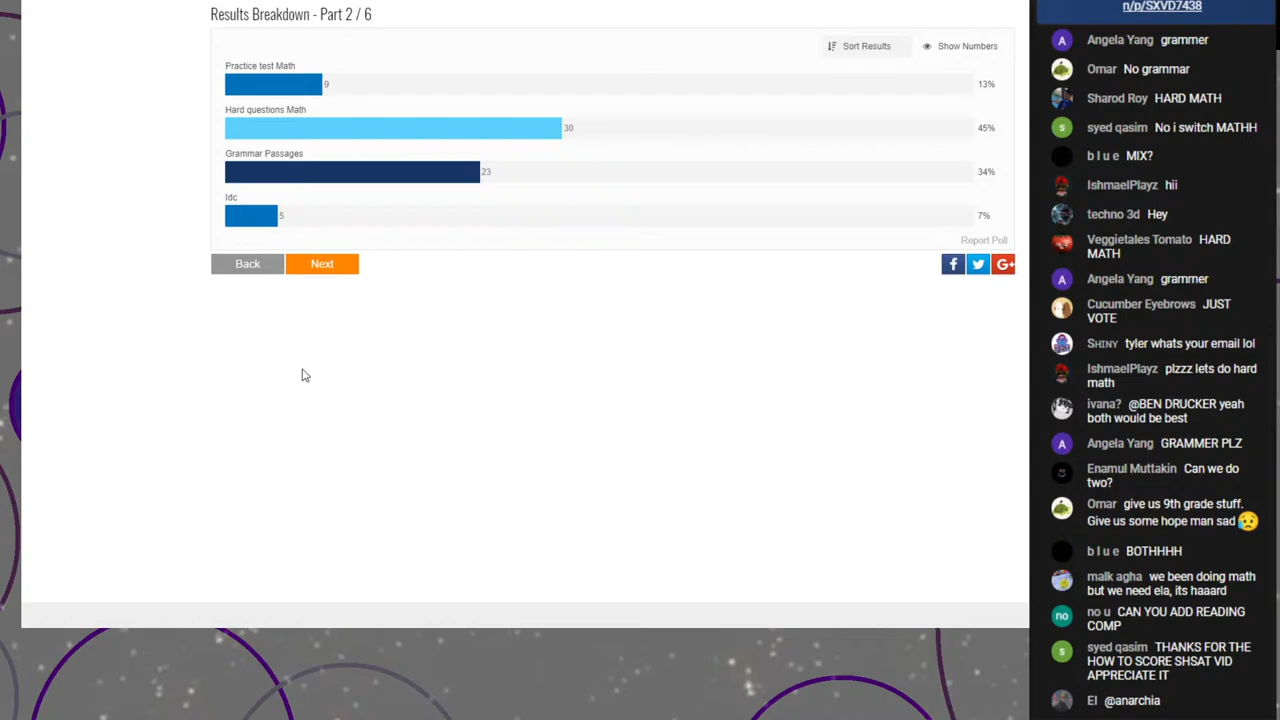 Results Breakdown - Part 2 / 6
Sort Results
Show Numbers
Practice test Math
9
13%
Hard questions Math
30
45%
Grammar Passages
23
34%
Idc
5
7%
Report Poll
Back
Next
n/p/SXVD7438
A Angela Yang grammer
Omar No grammar
Sharod Roy HARD MATH
s syed qasim No i switch MATHH
b l u e MIX?
IshmaelPlayz hii
techno 3d Hey
Veggietales Tomato HARD
MATH
A Angela Yang grammer
Cucumber Eyebrows JUST
VOTE
SHINY tyler whats your email lol
IshmaelPlayz plzzz lets do hard
math
ivana? @BEN DRUCKER yeah
both would be best
A Angela Yang GRAMMER PLZ
Enamul Muttakin Can we do
two?
Omar give us 9th grade stuff.
Give us some hope man sad 😥
b l u e BOTHHHH
malk agha we been doing math
but we need ela, its haaard
no no u CAN YOU ADD READING
COMP
s syed qasim THANKS FOR THE
HOW TO SCORE SHSAT VID
APPRECIATE IT
El @anarchia